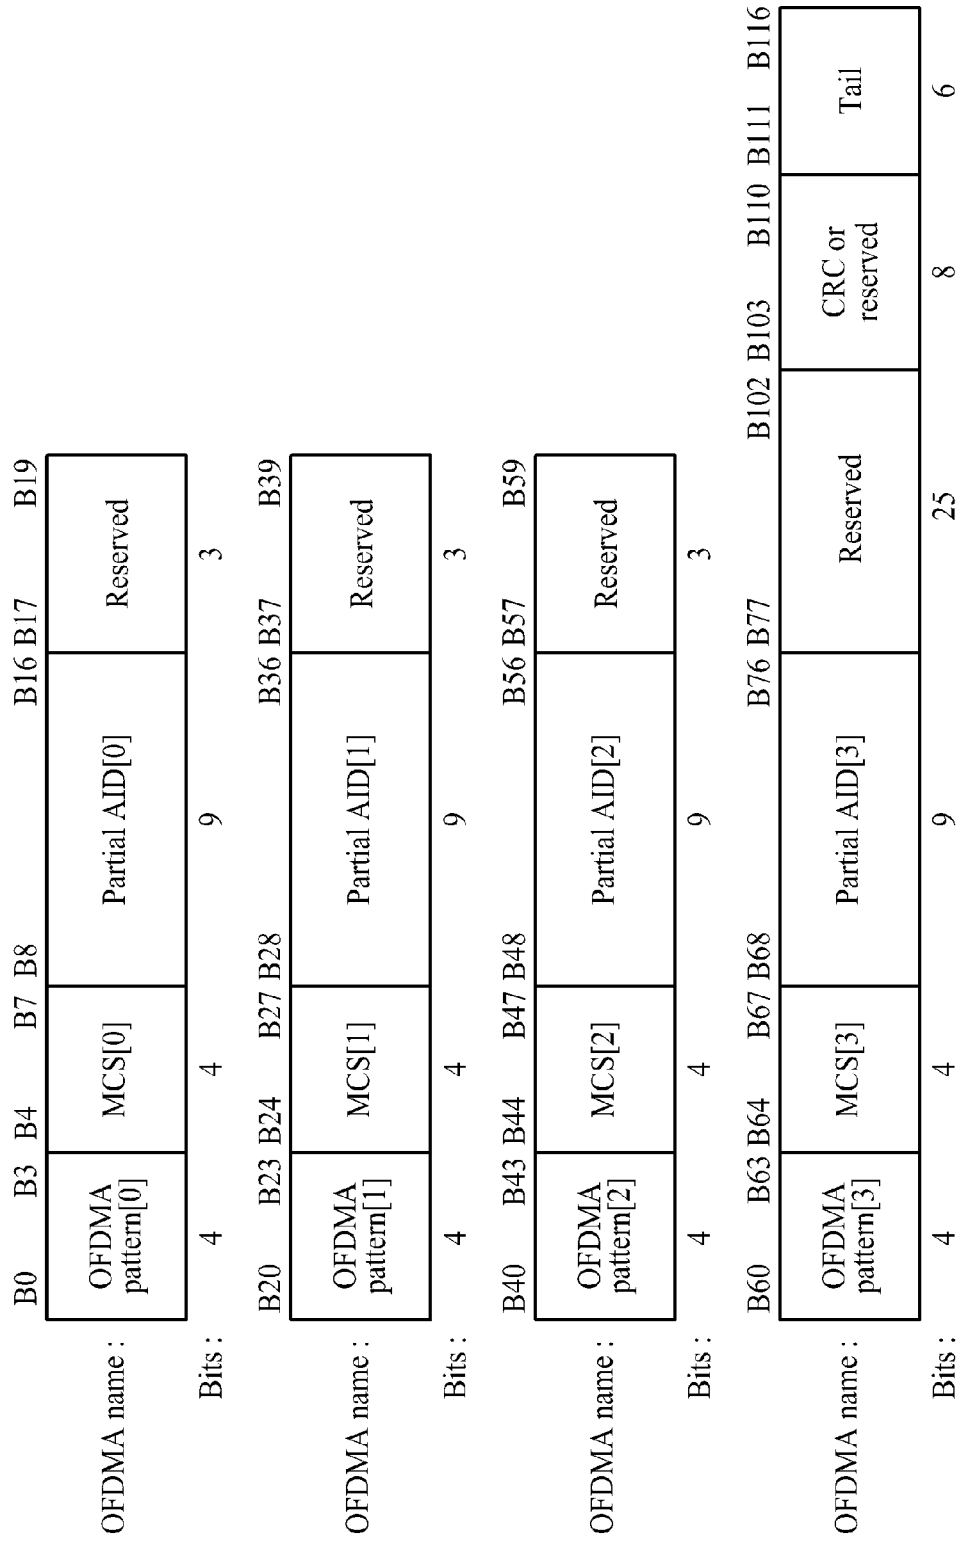 B0 B3 B4 B7 B8 B16 B17 B19
OFDMA name : OFDMA pattern[0] MCS[0] Partial AID[0] Reserved
Bits : 4 4 9 3
B20 B23 B24 B27 B28 B36 B37 B39
OFDMA name : OFDMA pattern[1] MCS[1] Partial AID[1] Reserved
Bits : 4 4 9 3
B40 B43 B44 B47 B48 B56 B57 B59
OFDMA name : OFDMA pattern[2] MCS[2] Partial AID[2] Reserved
Bits : 4 4 9 3
B60 B63 B64 B67 B68 B76 B77 B102 B103 B110 B111 B116
OFDMA name : OFDMA pattern[3] MCS[3] Partial AID[3] Reserved CRC or reserved Tail
Bits : 4 4 9 25 8 6